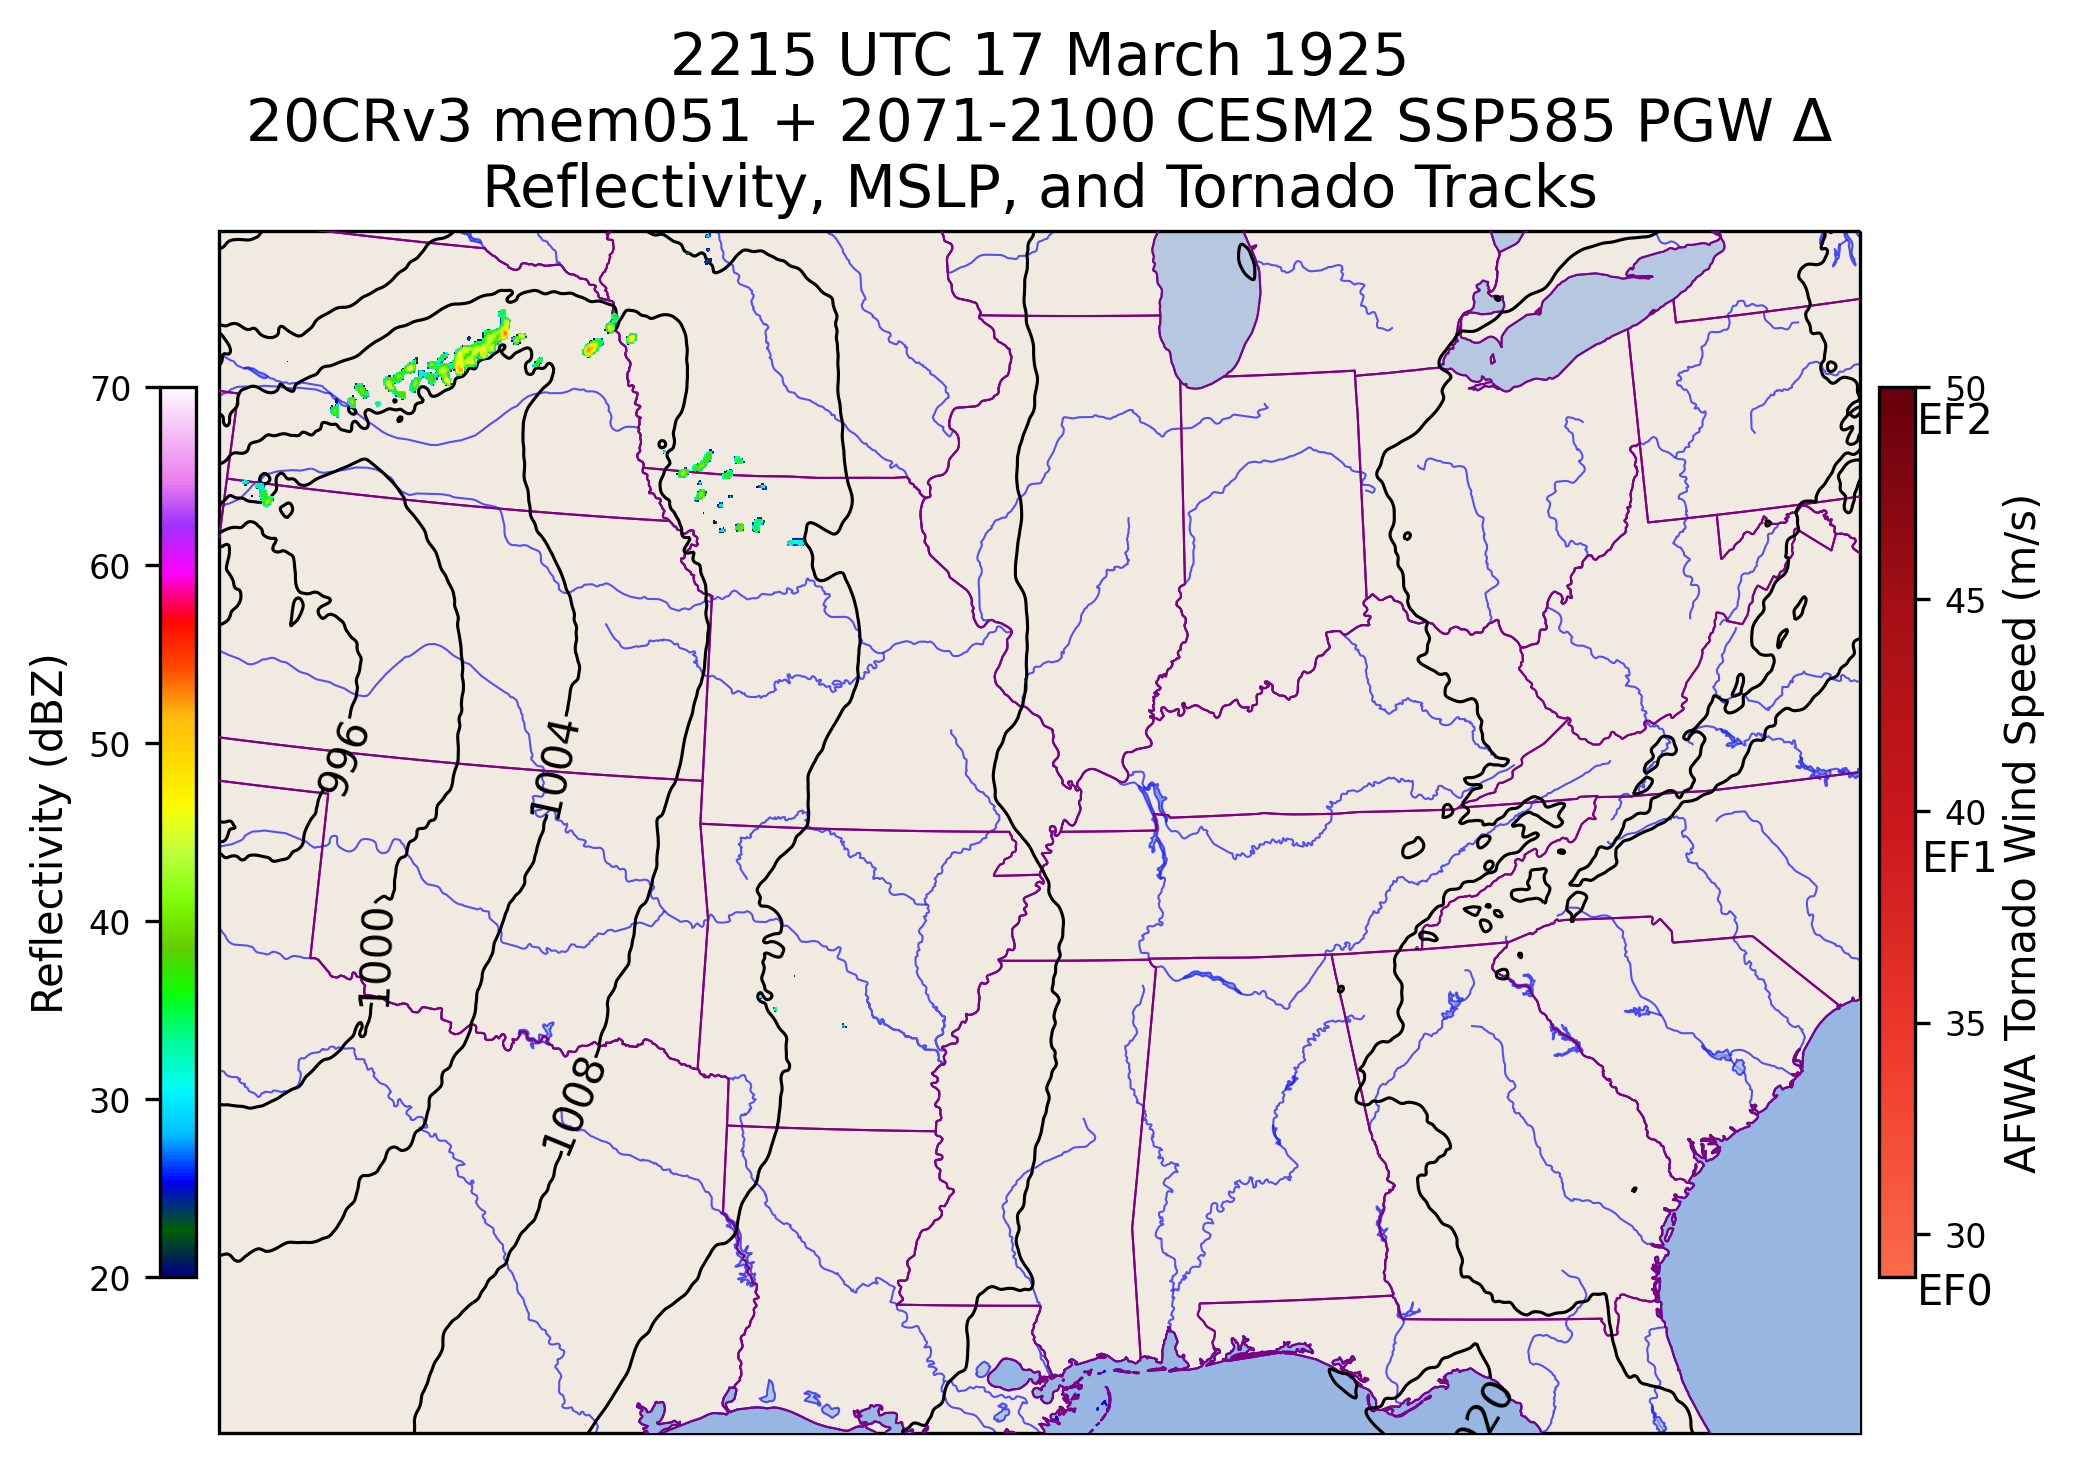 2215 UTC 17 March 1925
20CRv3 mem051 + 2071-2100 CESM2 SSP585 PGW Δ
Reflectivity, MSLP, and Tornado Tracks
Reflectivity (dBZ)
70
60
50
40
30
20
996
1004
1000
1008
020
50
EF2
45
40
EF1
35
30
EF0
AFWA Tornado Wind Speed (m/s)